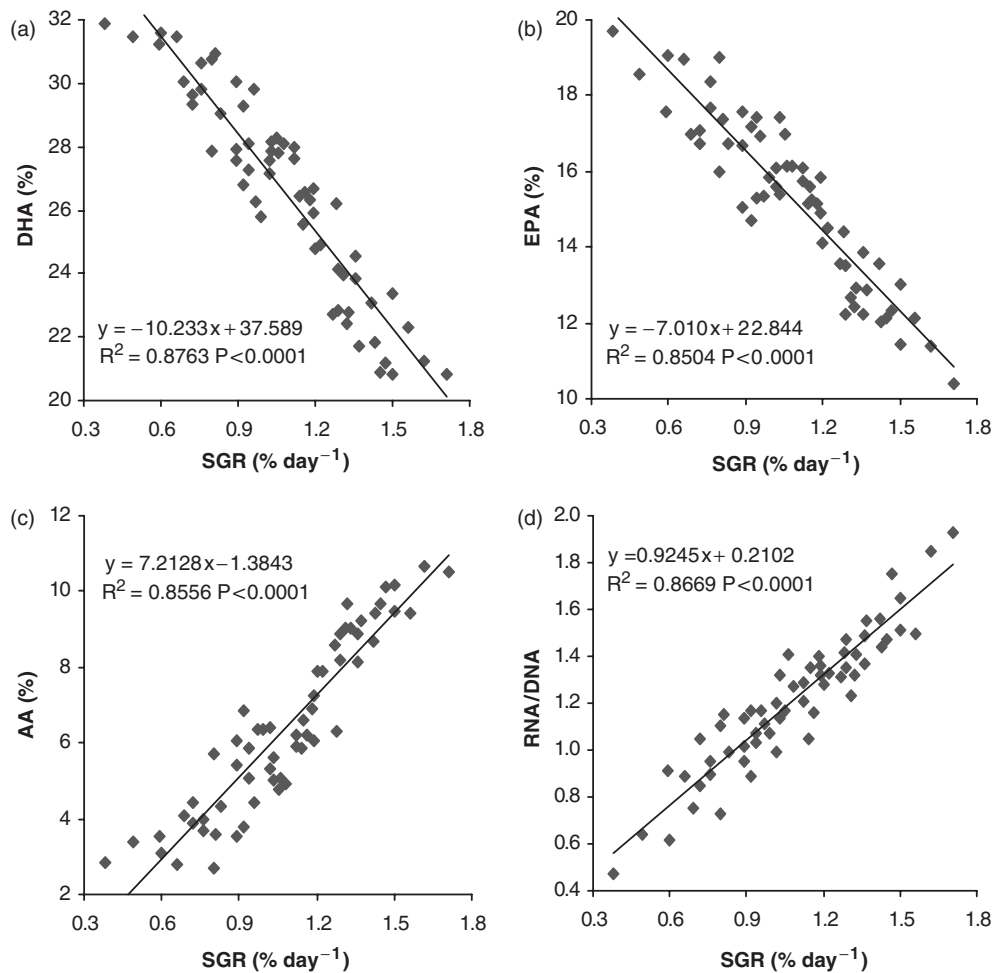 (a)
32
30
28
26
24
22
20
DHA (%)
y = −10.233x+37.589
R² = 0.8763 P<0.0001
0.3 0.6 0.9 1.2 1.5 1.8
SGR (% day⁻¹)
(b)
20
18
16
14
12
10
EPA (%)
y = −7.010x+22.844
R² = 0.8504 P<0.0001
0.3 0.6 0.9 1.2 1.5 1.8
SGR (% day⁻¹)
(c)
12
10
8
6
4
2
AA (%)
y = 7.2128x−1.3843
R² = 0.8556 P<0.0001
0.3 0.6 0.9 1.2 1.5 1.8
SGR (% day⁻¹)
(d)
2.0
1.8
1.6
1.4
1.2
1.0
0.8
0.6
0.4
RNA/DNA
y =0.9245x+ 0.2102
R² = 0.8669 P<0.0001
0.3 0.6 0.9 1.2 1.5 1.8
SGR (% day⁻¹)